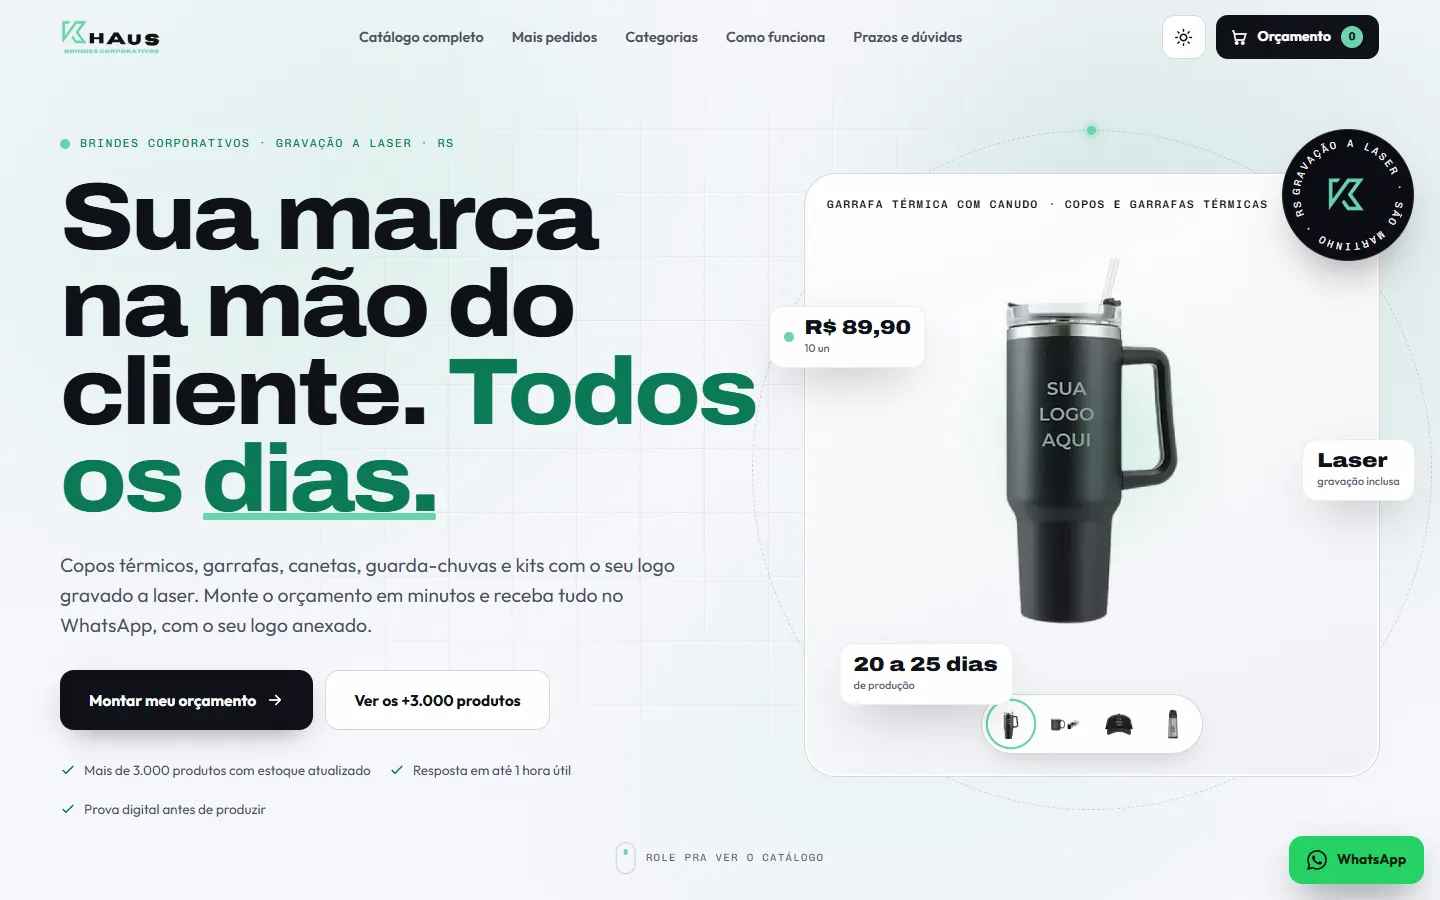 KHAUS
BRINDES CORPORATIVOS
Catálogo completo
Mais pedidos
Categorias
Como funciona
Prazos e dúvidas
Orçamento 0
BRINDES CORPORATIVOS · GRAVAÇÃO A LASER · RS
Sua marca
na mão do
cliente. Todos
os dias.
Copos térmicos, garrafas, canetas, guarda-chuvas e kits com o seu logo
gravado a laser. Monte o orçamento em minutos e receba tudo no
WhatsApp, com o seu logo anexado.
Montar meu orçamento →
Ver os +3.000 produtos
Mais de 3.000 produtos com estoque atualizado
Resposta em até 1 hora útil
Prova digital antes de produzir
GARRAFA TÉRMICA COM CANUDO · COPOS E GARRAFAS TÉRMICAS
GRAVAÇÃO A LASER · SÃO MARTINHO · RS
R$ 89,90
10 un
SUA
LOGO
AQUI
Laser
gravação inclusa
20 a 25 dias
de produção
ROLE PRA VER O CATÁLOGO
WhatsApp